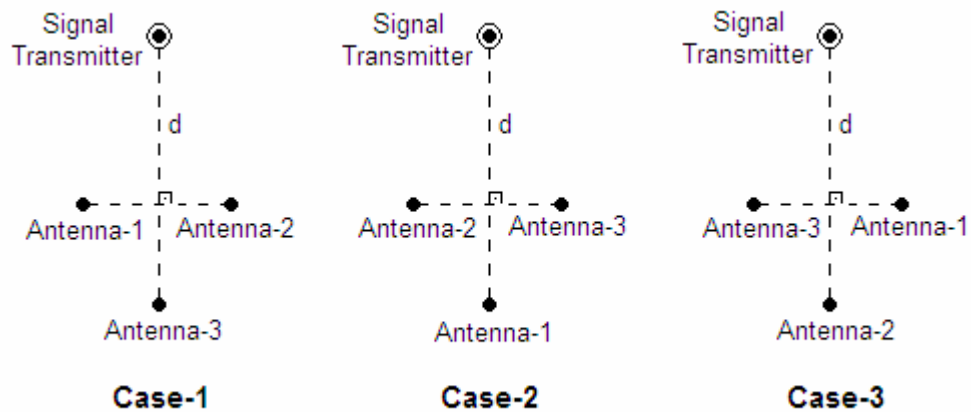 Signal
Transmitter
d
Antenna-1
Antenna-2
Antenna-3
Case-1
Signal
Transmitter
d
Antenna-2
Antenna-3
Antenna-1
Case-2
Signal
Transmitter
d
Antenna-3
Antenna-1
Antenna-2
Case-3